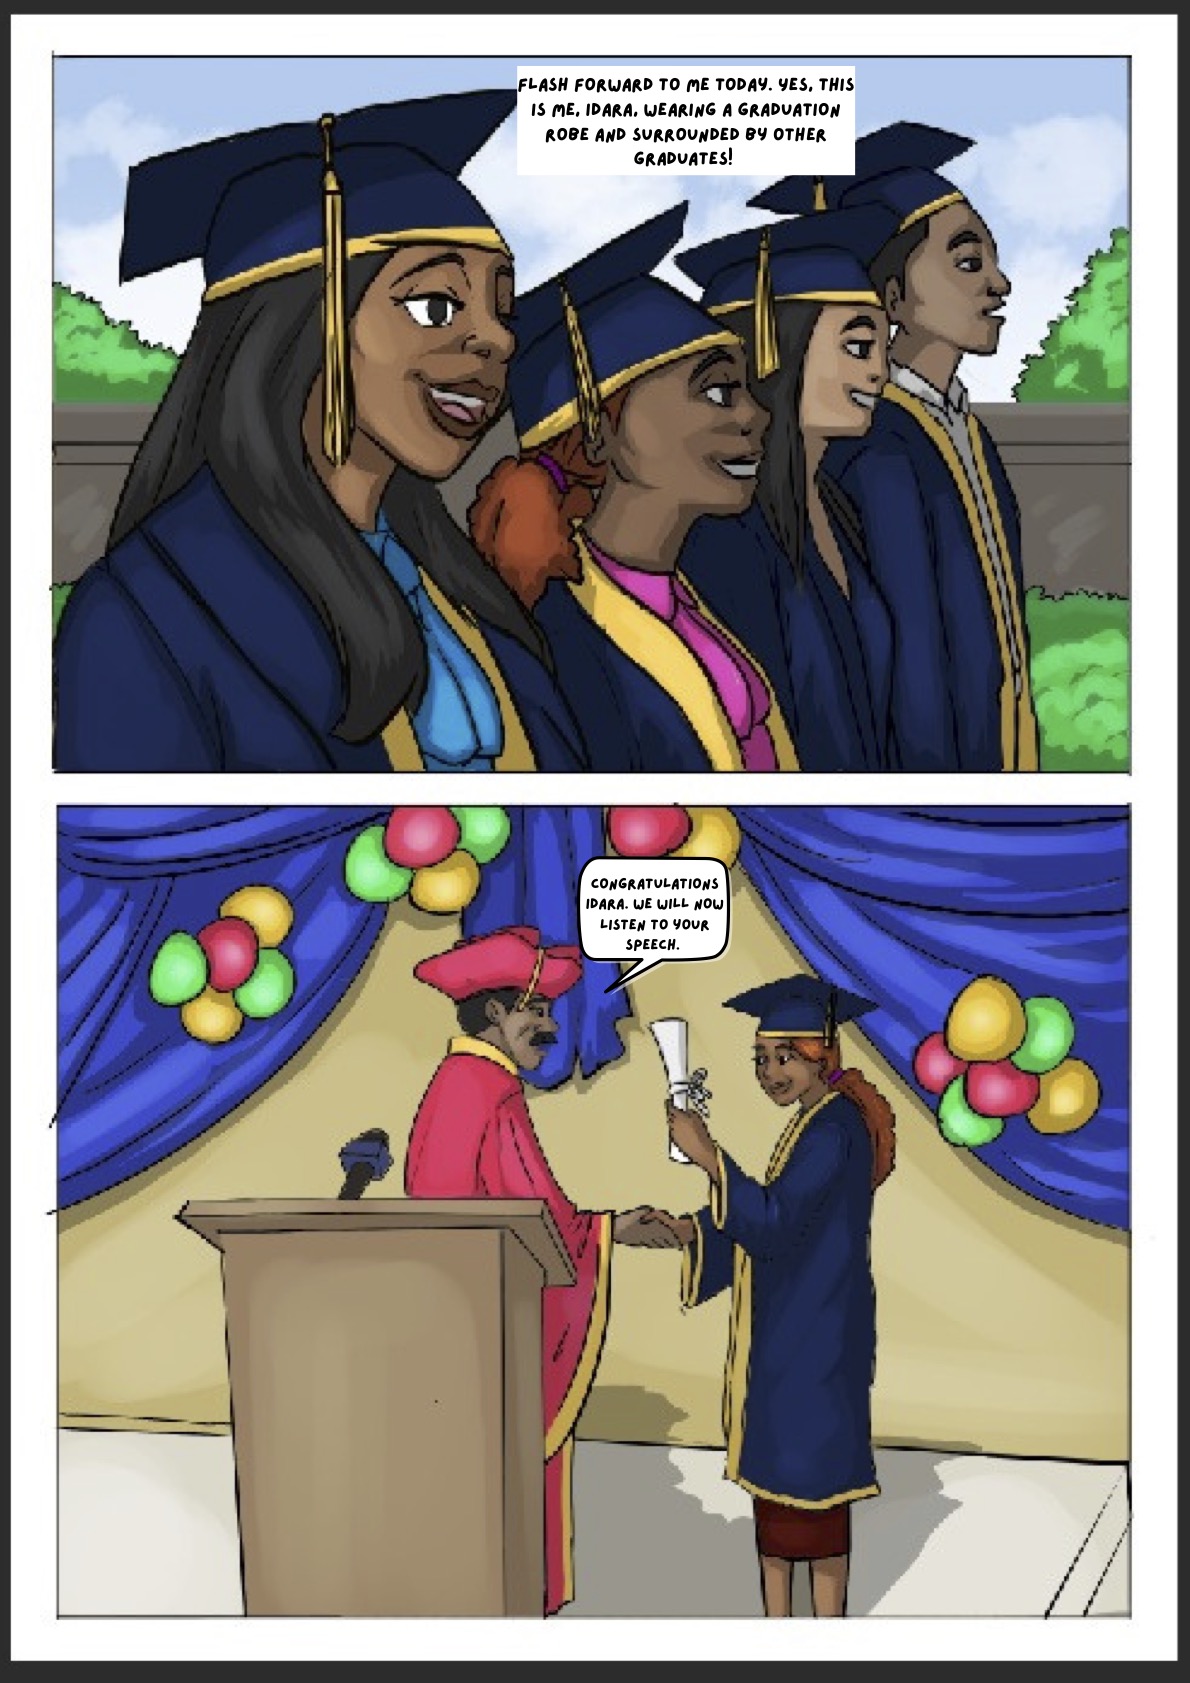 FLASH FORWARD TO ME TODAY. YES, THIS
IS ME, IDARA, WEARING A GRADUATION
ROBE AND SURROUNDED BY OTHER
GRADUATES!
CONGRATULATIONS
IDARA. WE WILL NOW
LISTEN TO YOUR
SPEECH.